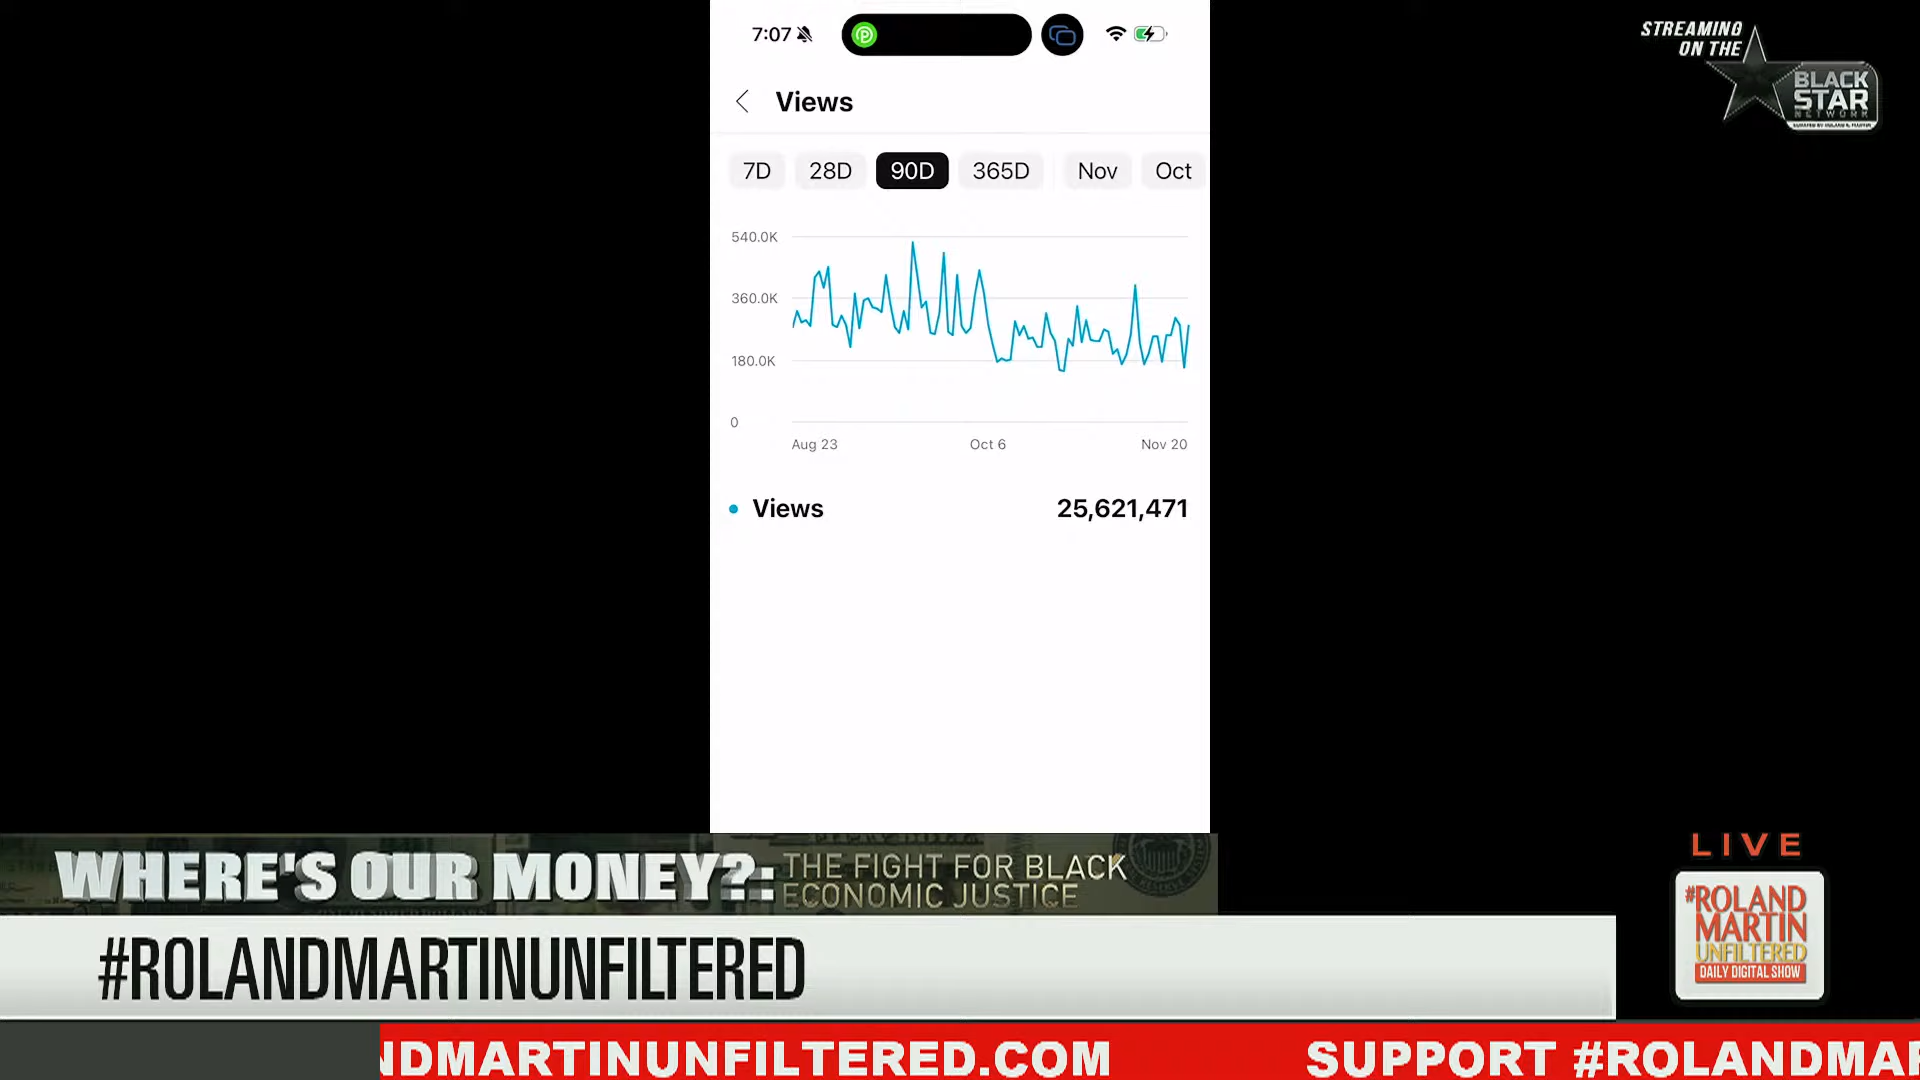 7:07
STREAMING
ON THE
BLACK
STAR
NETWORK
Views
7D 28D 90D 365D Nov Oct
540.0K
360.0K
180.0K
0
Aug 23 Oct 6 Nov 20
Views 25,621,471
WHERE'S OUR MONEY?:
THE FIGHT FOR BLACK
ECONOMIC JUSTICE
#ROLANDMARTINUNFILTERED
LIVE
#ROLAND
MARTIN
UNFILTERED
DAILY DIGITAL SHOW
NDMARTINUNFILTERED.COM SUPPORT #ROLANDMAR